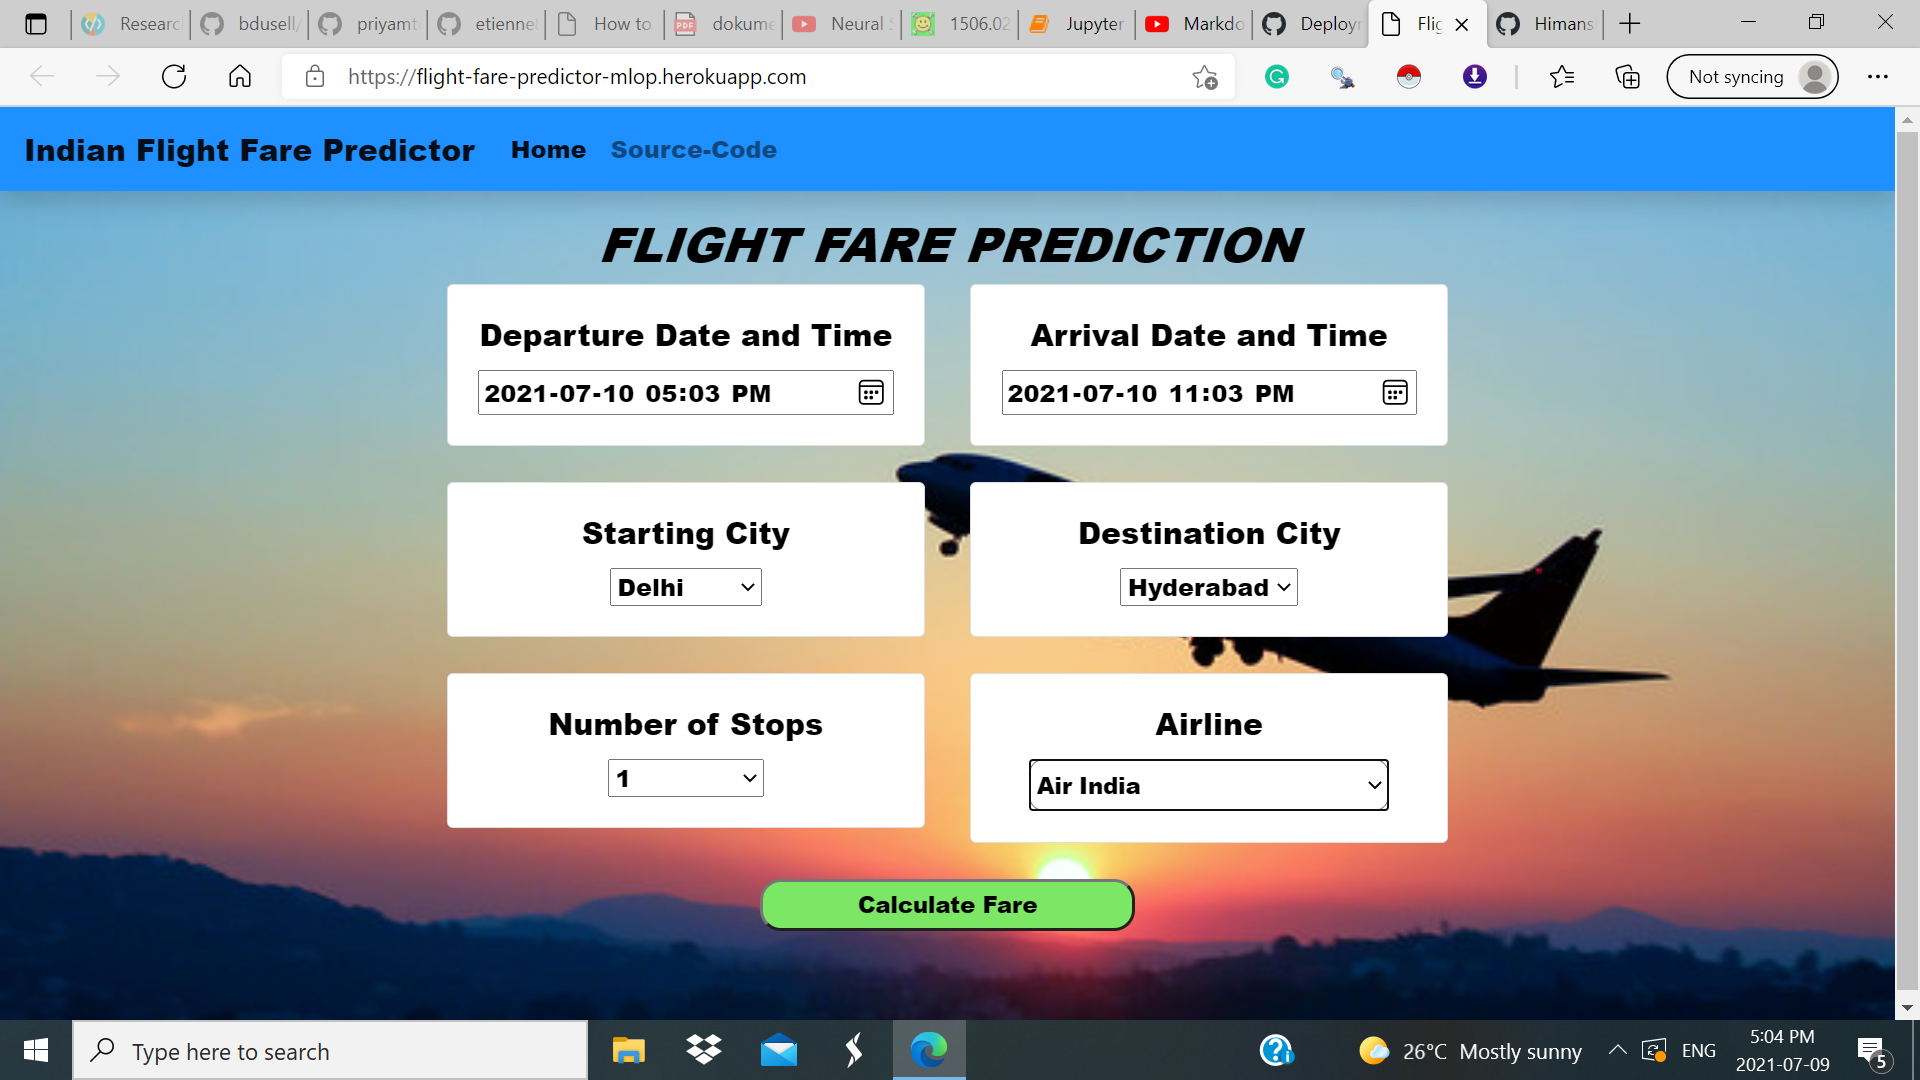 Researc
bdusell/
priyamt
etienne
How to
dokume
Neural S
1506.02
Jupyter
Markdo
Deploy
Flig
Himans
https://flight-fare-predictor-mlop.herokuapp.com
Not syncing
Indian Flight Fare Predictor
Home
Source-Code
FLIGHT FARE PREDICTION
Departure Date and Time
Arrival Date and Time
2021-07-10 05:03 PM
2021-07-10 11:03 PM
Starting City
Destination City
Delhi
Hyderabad
Number of Stops
Airline
1
Air India
Calculate Fare
Type here to search
26°C Mostly sunny
ENG
5:04 PM
2021-07-09
5